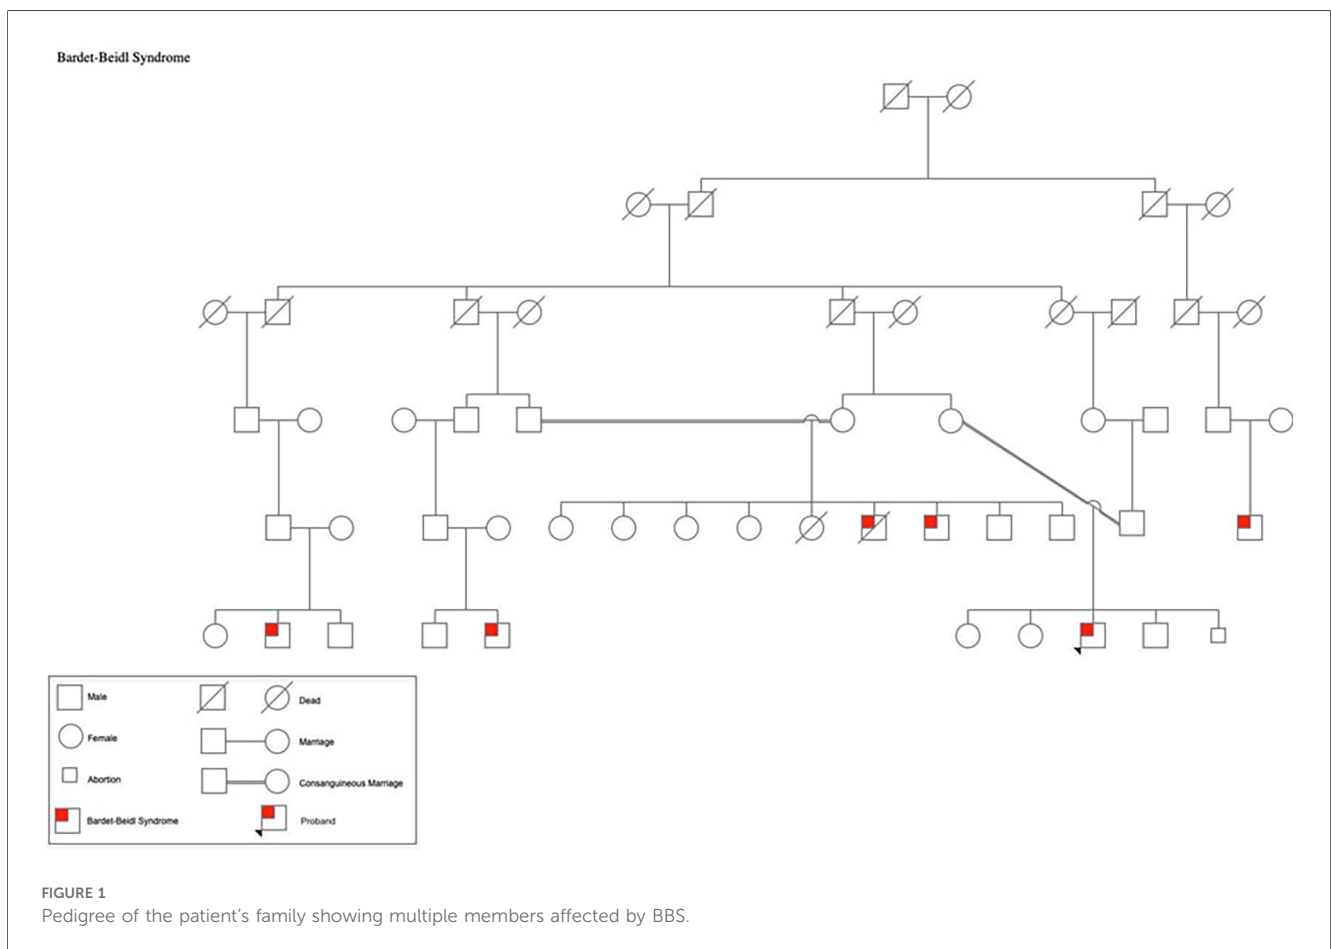 Bardet-Beidl Syndrome
Male
Dead
Female
Marriage
Abortion
Consanguineous Marriage
Bardet-Beidl Syndrome
Proband
FIGURE 1
Pedigree of the patient's family showing multiple members affected by BBS.